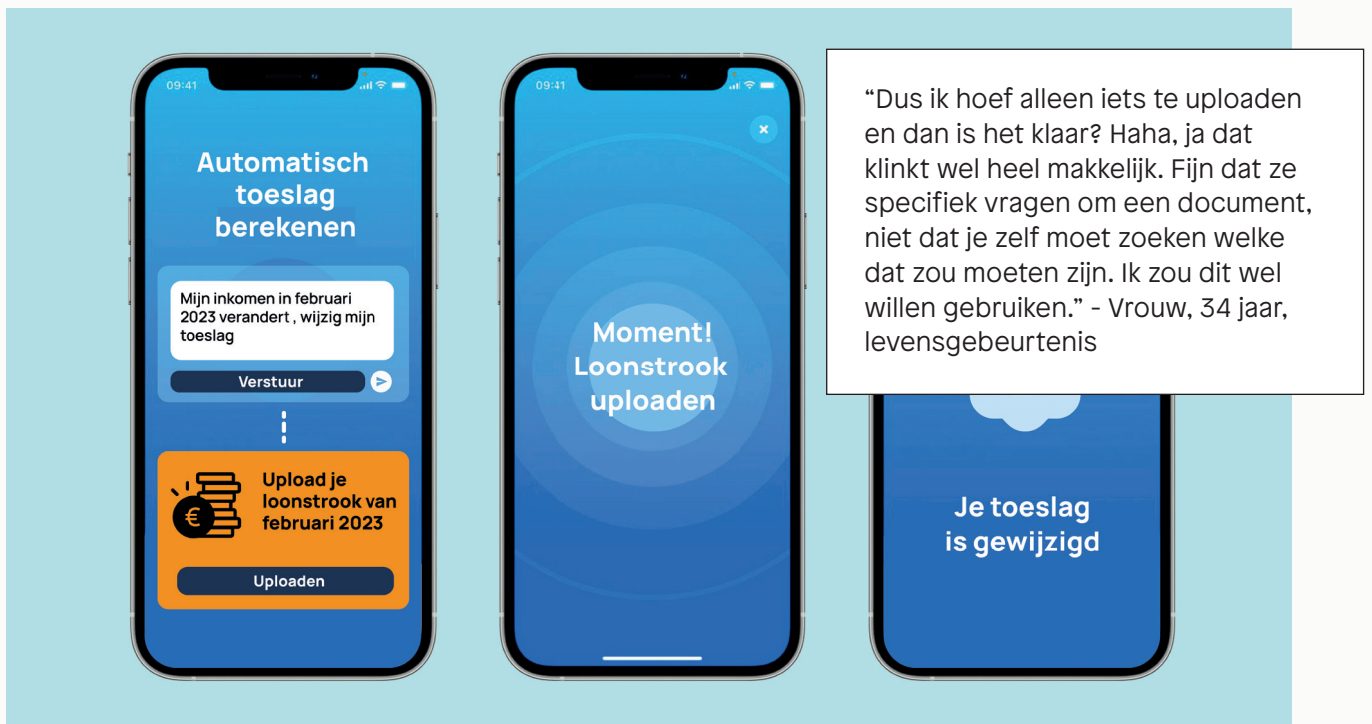 09:41
Automatisch
toeslag
berekenen
Mijn inkomen in februari
2023 verandert , wijzig mijn
toeslag
Verstuur
Upload je
loonstrook van
februari 2023
€
Uploaden
09:41
Moment!
Loonstrook
uploaden
“Dus ik hoef alleen iets te uploaden
en dan is het klaar? Haha, ja dat
klinkt wel heel makkelijk. Fijn dat ze
specifiek vragen om een document,
niet dat je zelf moet zoeken welke
dat zou moeten zijn. Ik zou dit wel
willen gebruiken.” - Vrouw, 34 jaar,
levensgebeurtenis
Je toeslag
is gewijzigd